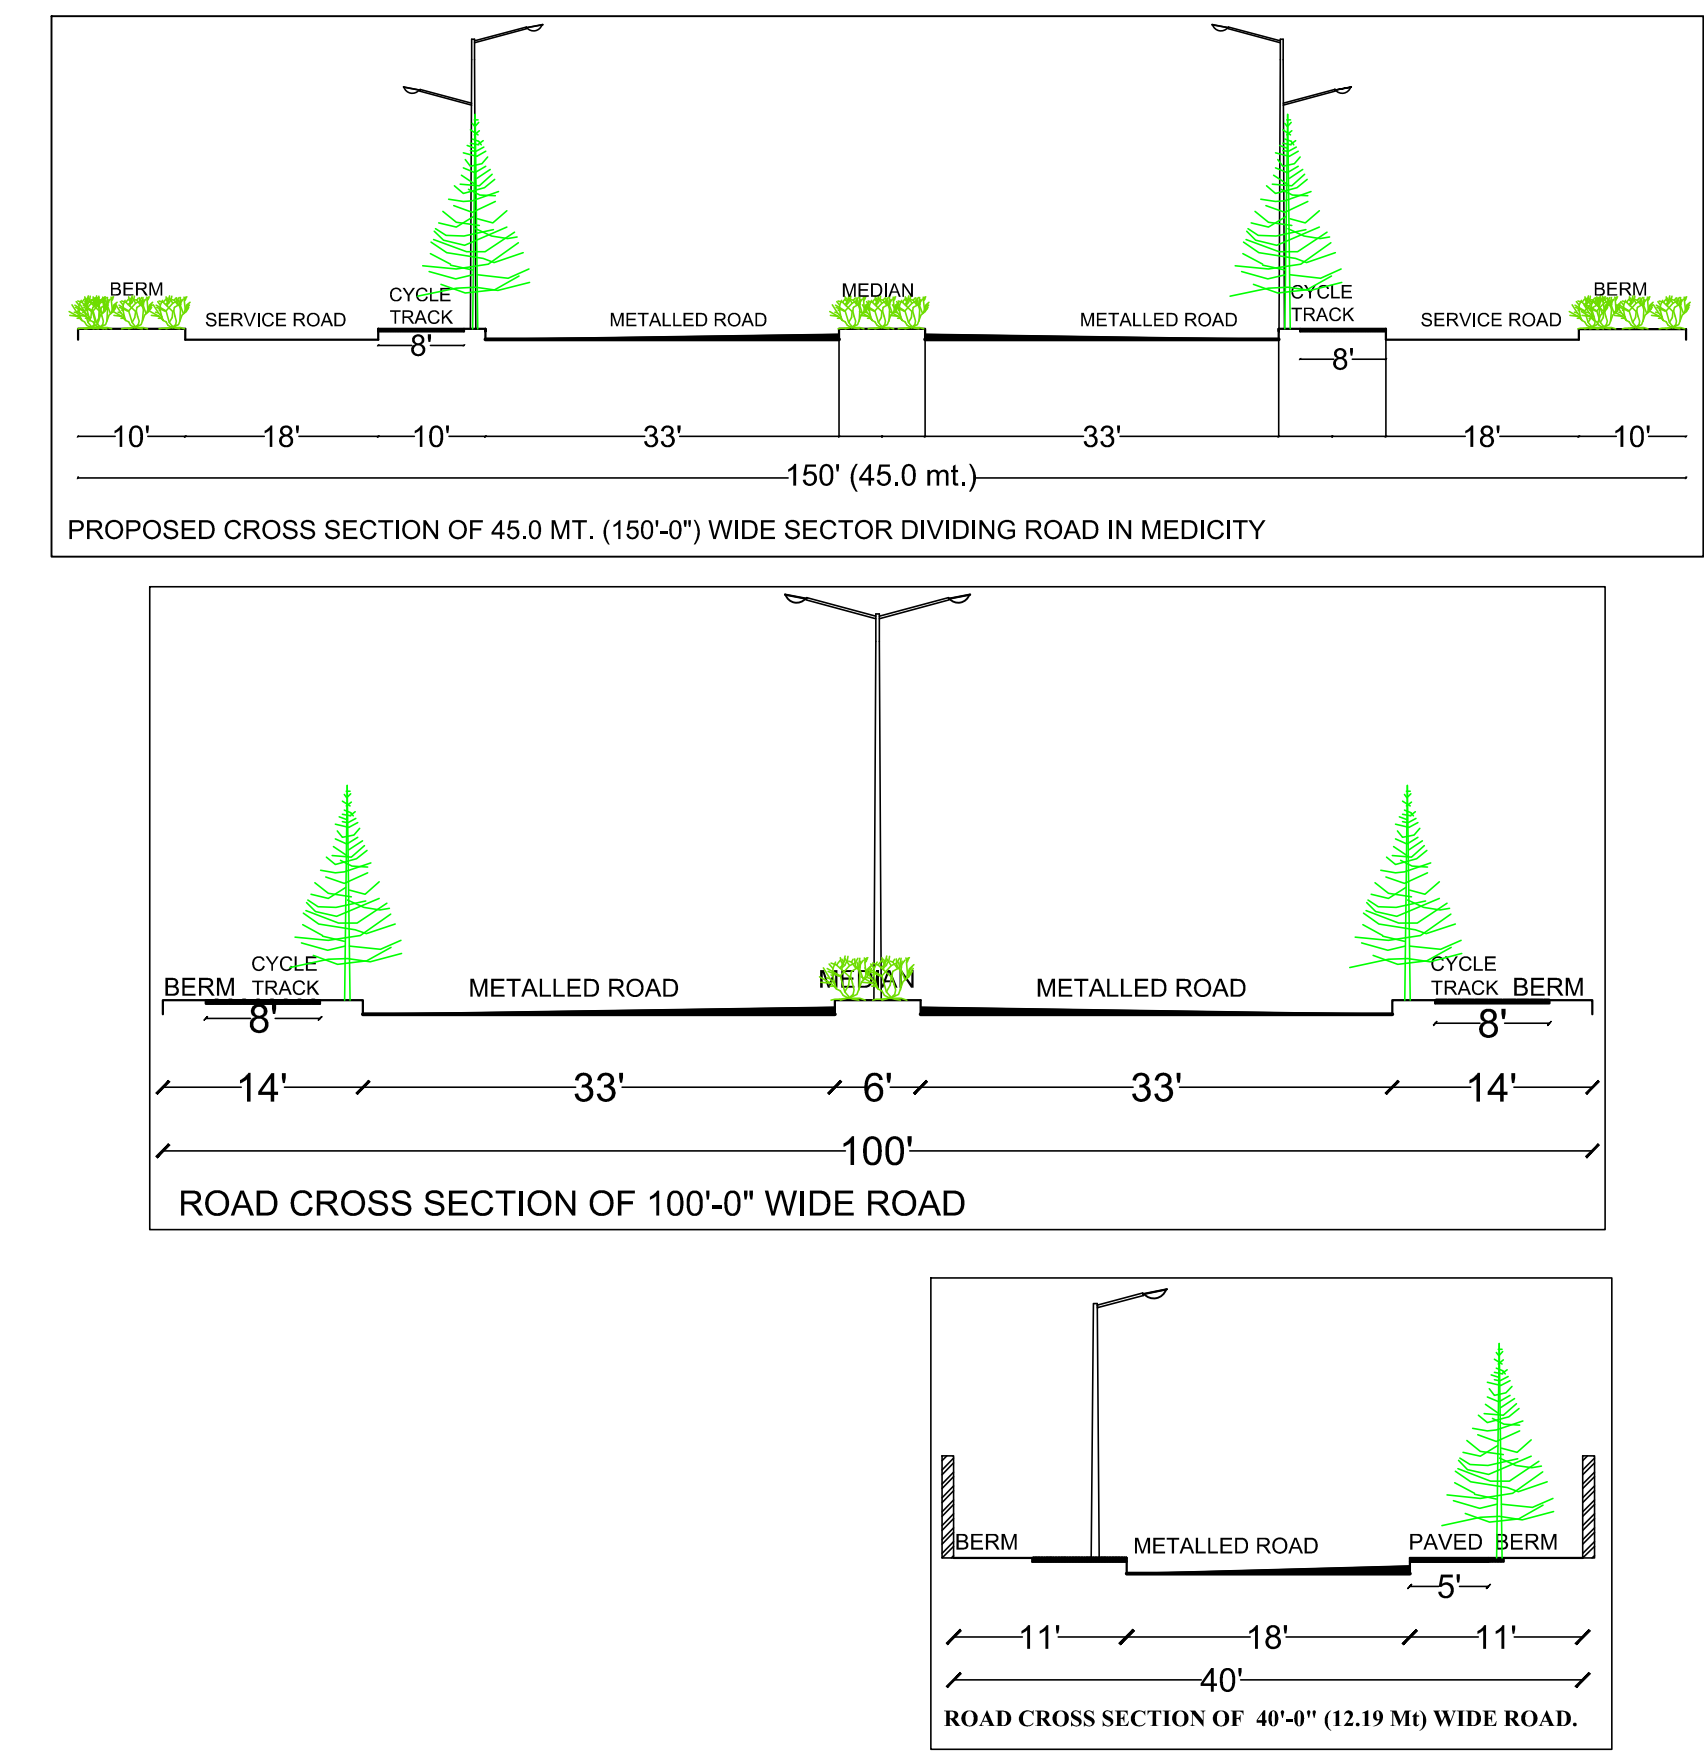 BERM
SERVICE ROAD
CYCLE
TRACK
METALLED ROAD
MEDIAN
METALLED ROAD
CYCLE
TRACK
SERVICE ROAD
BERM
8'
8'
10' 18' 10' 33' 33' 18' 10'
150' (45.0 mt.)
PROPOSED CROSS SECTION OF 45.0 MT. (150'-0") WIDE SECTOR DIVIDING ROAD IN MEDICITY
BERM
CYCLE
TRACK
METALLED ROAD
MEDIAN
METALLED ROAD
CYCLE
TRACK
BERM
8'
8'
14' 33' 6' 33' 14'
100'
ROAD CROSS SECTION OF 100'-0" WIDE ROAD
BERM
METALLED ROAD
PAVED BERM
5'
11' 18' 11'
40'
ROAD CROSS SECTION OF 40'-0" (12.19 Mt) WIDE ROAD.